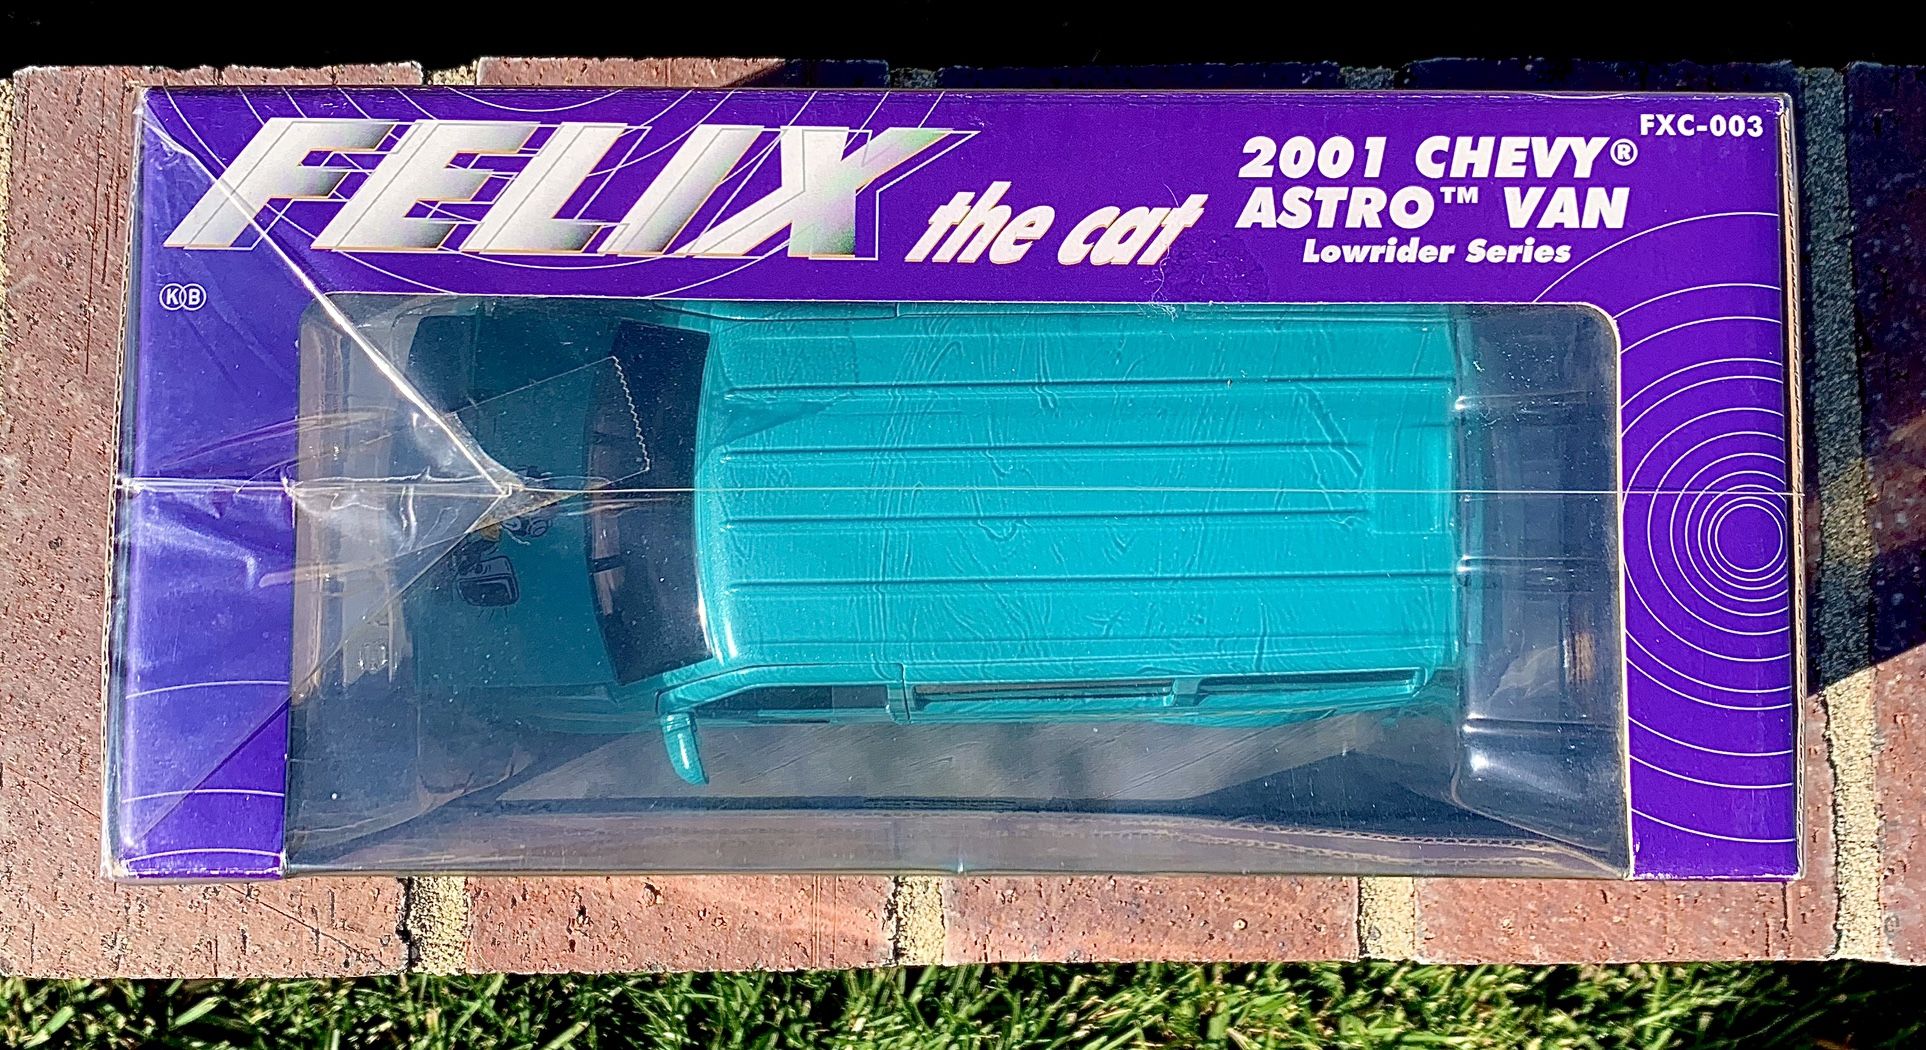 FELIX the cat
2001 CHEVY®
ASTRO™ VAN
Lowrider Series
FXC-003
KB